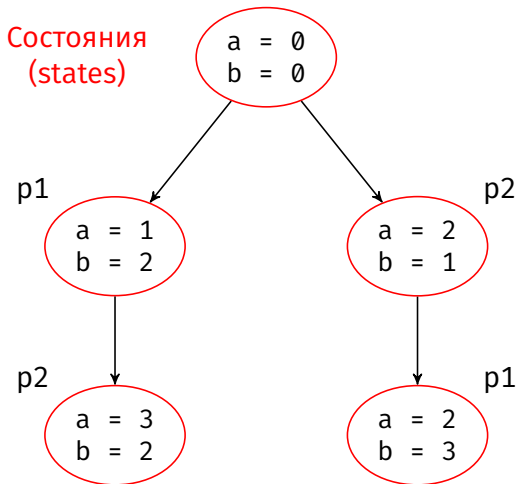 Состояния
(states)
a = 0
b = 0
p1
a = 1
b = 2
p2
a = 2
b = 1
p2
a = 3
b = 2
p1
a = 2
b = 3